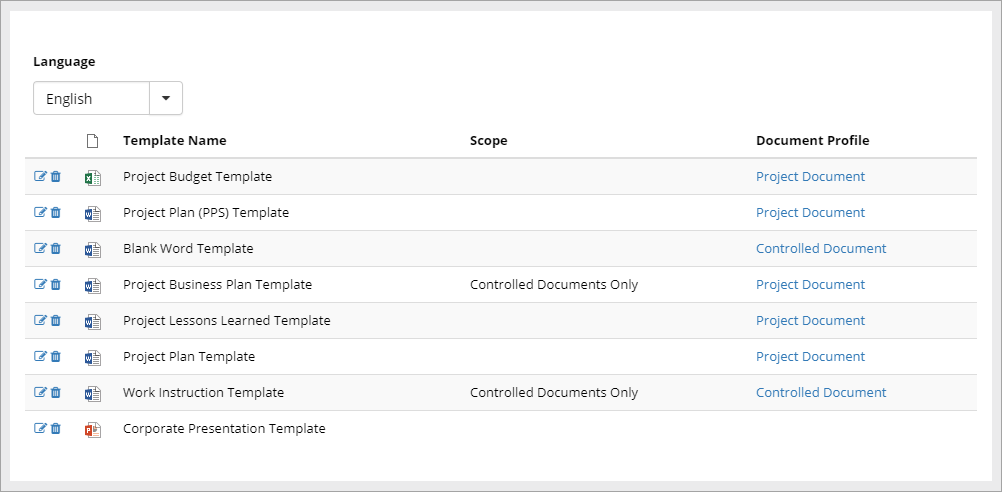 Language
English
Template Name Scope Document Profile
Project Budget Template Project Document
Project Plan (PPS) Template Project Document
Blank Word Template Controlled Document
Project Business Plan Template Controlled Documents Only Project Document
Project Lessons Learned Template Project Document
Project Plan Template Project Document
Work Instruction Template Controlled Documents Only Controlled Document
Corporate Presentation Template